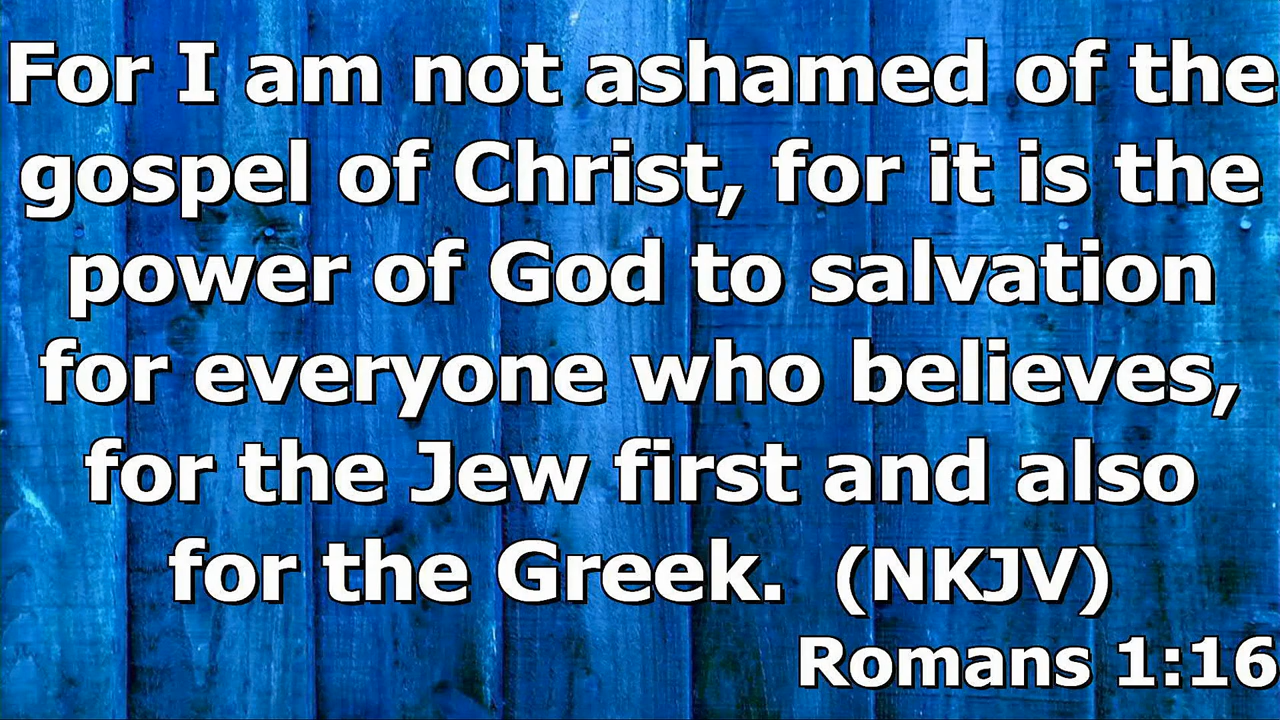 For I am not ashamed of the
gospel of Christ, for it is the
power of God to salvation
for everyone who believes,
for the Jew first and also
for the Greek. (NKJV)
Romans 1:16